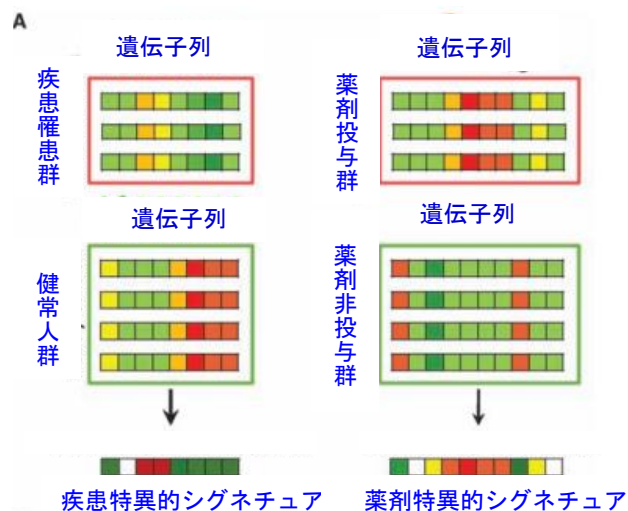 A
遺伝子列
遺伝子列
疾患罹患群
薬剤投与群
遺伝子列
遺伝子列
健常人群
薬剤非投与群
疾患特異的シグネチュア
薬剤特異的シグネチュア